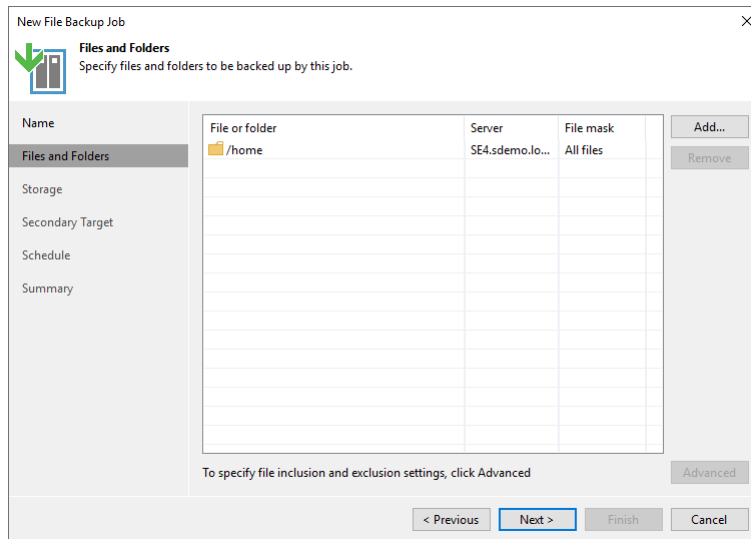 New File Backup Job
Files and Folders
Specify files and folders to be backed up by this job.
Name
Files and Folders
Storage
Secondary Target
Schedule
Summary
File or folder Server File mask
/home SE4.sdemo.lo... All files
Add...
Remove
To specify file inclusion and exclusion settings, click Advanced
Advanced
< Previous Next > Finish Cancel